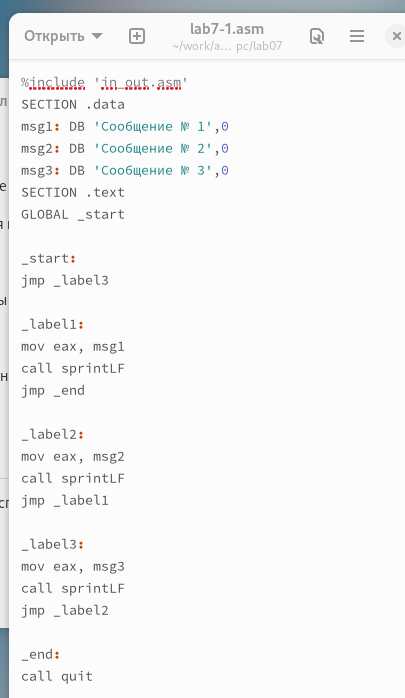 Открыть
lab7-1.asm
~/work/a... pc/lab07
%include 'in_out.asm'
SECTION .data
msg1: DB 'Сообщение № 1',0
msg2: DB 'Сообщение № 2',0
msg3: DB 'Сообщение № 3',0
SECTION .text
GLOBAL _start
_start:
jmp _label3
_label1:
mov eax, msg1
call sprintLF
jmp _end
_label2:
mov eax, msg2
call sprintLF
jmp _label1
_label3:
mov eax, msg3
call sprintLF
jmp _label2
_end:
call quit